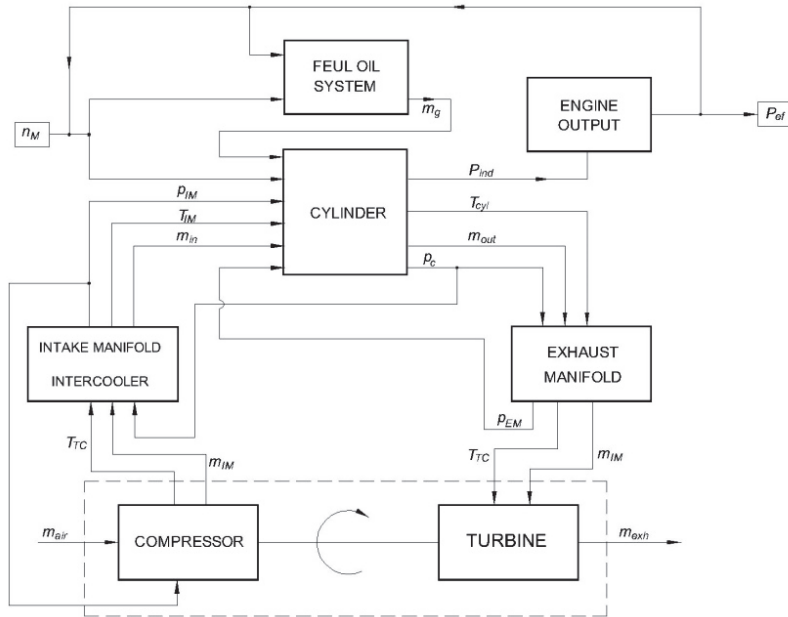 FEUL OIL
SYSTEM
m_g
ENGINE
OUTPUT
n_M
P_ef
CYLINDER
P_ind
p_IM
T_cyl
T_IM
m_in
m_out
p_c
INTAKE MANIFOLD
INTERCOOLER
EXHAUST
MANIFOLD
p_EM
T_TC
m_IM
T_TC
m_IM
m_air
COMPRESSOR
TURBINE
m_exh